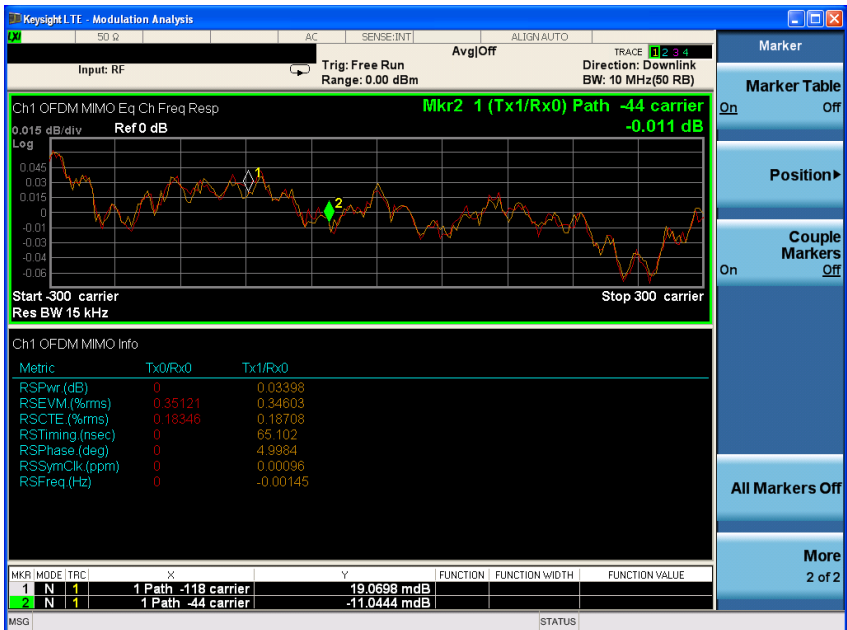 Keysight LTE - Modulation Analysis
LXI 50 Ω AC SENSE:INT ALIGN AUTO
Avg|Off
TRACE 1 2 3 4
Input: RF
Trig: Free Run
Direction: Downlink
Range: 0.00 dBm
BW: 10 MHz(50 RB)
Ch1 OFDM MIMO Eq Ch Freq Resp
Mkr2 1 (Tx1/Rx0) Path -44 carrier
0.015 dB/div Ref 0 dB
-0.011 dB
Log
0.045
0.03
0.015
0
-0.01
-0.03
-0.04
-0.06
1
2
Start -300 carrier
Stop 300 carrier
Res BW 15 kHz
Ch1 OFDM MIMO Info
Metric Tx0/Rx0 Tx1/Rx0
RSPwr.(dB) 0 0.03398
RSEVM.(%rms) 0.35121 0.34603
RSCTE.(%rms) 0.18346 0.18708
RSTiming.(nsec) 0 65.102
RSPhase.(deg) 0 4.9984
RSSymClk.(ppm) 0 0.00096
RSFreq.(Hz) 0 -0.00145
MKR MODE TRC X Y FUNCTION FUNCTION WIDTH FUNCTION VALUE
1 N 1 1 Path -118 carrier 19.0698 mdB
2 N 1 1 Path -44 carrier -11.0444 mdB
MSG STATUS
Marker
Marker Table
On Off
Position
Couple
Markers
On Off
All Markers Off
More
2 of 2